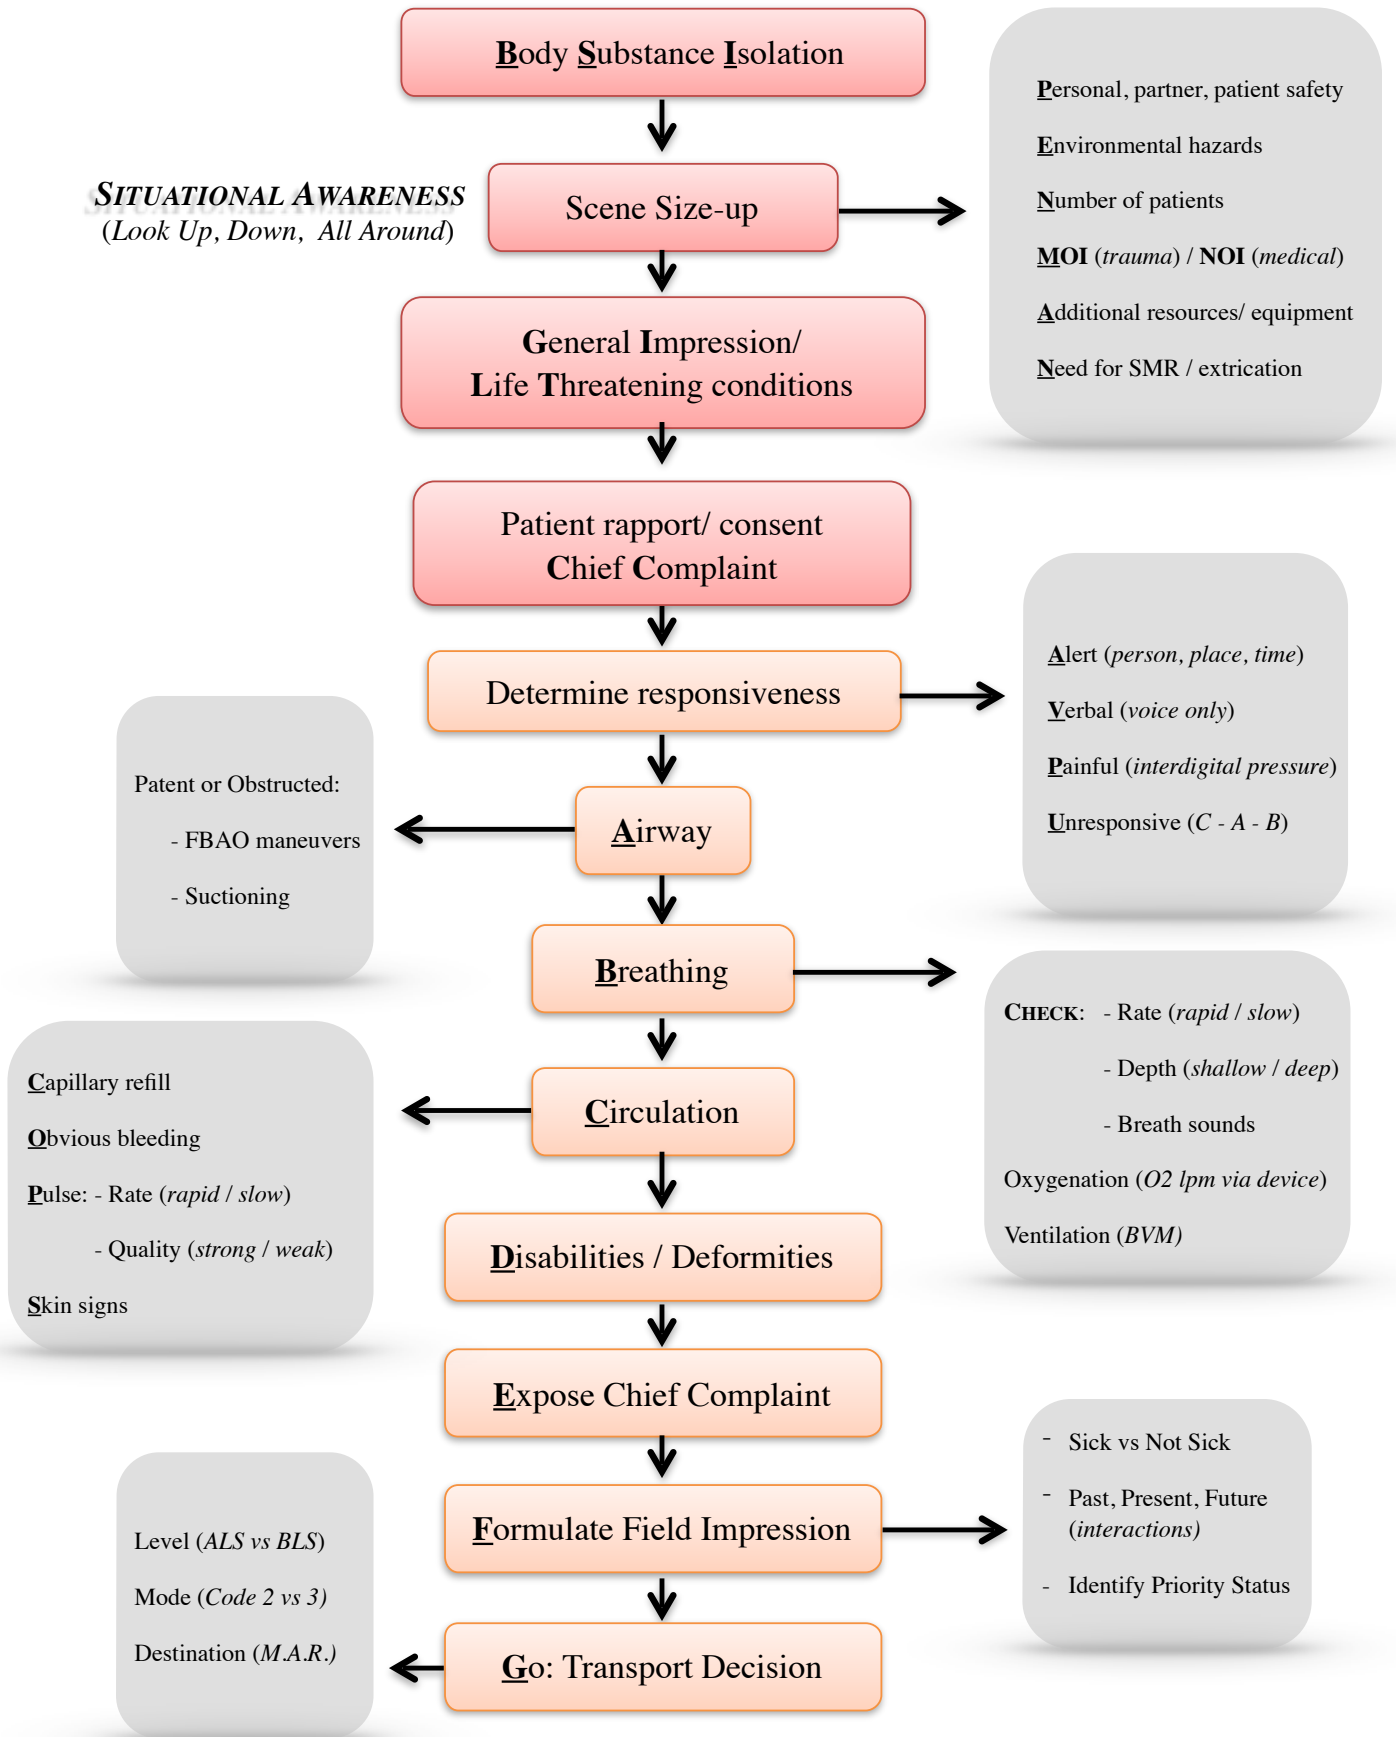 Body Substance Isolation
SITUATIONAL AWARENESS
(Look Up, Down, All Around)
Scene Size-up
Personal, partner, patient safety
Environmental hazards
Number of patients
MOI (trauma) / NOI (medical)
Additional resources/ equipment
Need for SMR / extrication
General Impression/
Life Threatening conditions
Patient rapport/ consent
Chief Complaint
Determine responsiveness
Alert (person, place, time)
Verbal (voice only)
Painful (interdigital pressure)
Unresponsive (C - A - B)
Airway
Patent or Obstructed:
- FBAO maneuvers
- Suctioning
Breathing
CHECK: - Rate (rapid / slow)
- Depth (shallow / deep)
- Breath sounds
Oxygenation (O2 lpm via device)
Ventilation (BVM)
Circulation
Capillary refill
Obvious bleeding
Pulse: - Rate (rapid / slow)
- Quality (strong / weak)
Skin signs
Disabilities / Deformities
Expose Chief Complaint
Formulate Field Impression
- Sick vs Not Sick
- Past, Present, Future
(interactions)
- Identify Priority Status
Go: Transport Decision
Level (ALS vs BLS)
Mode (Code 2 vs 3)
Destination (M.A.R.)